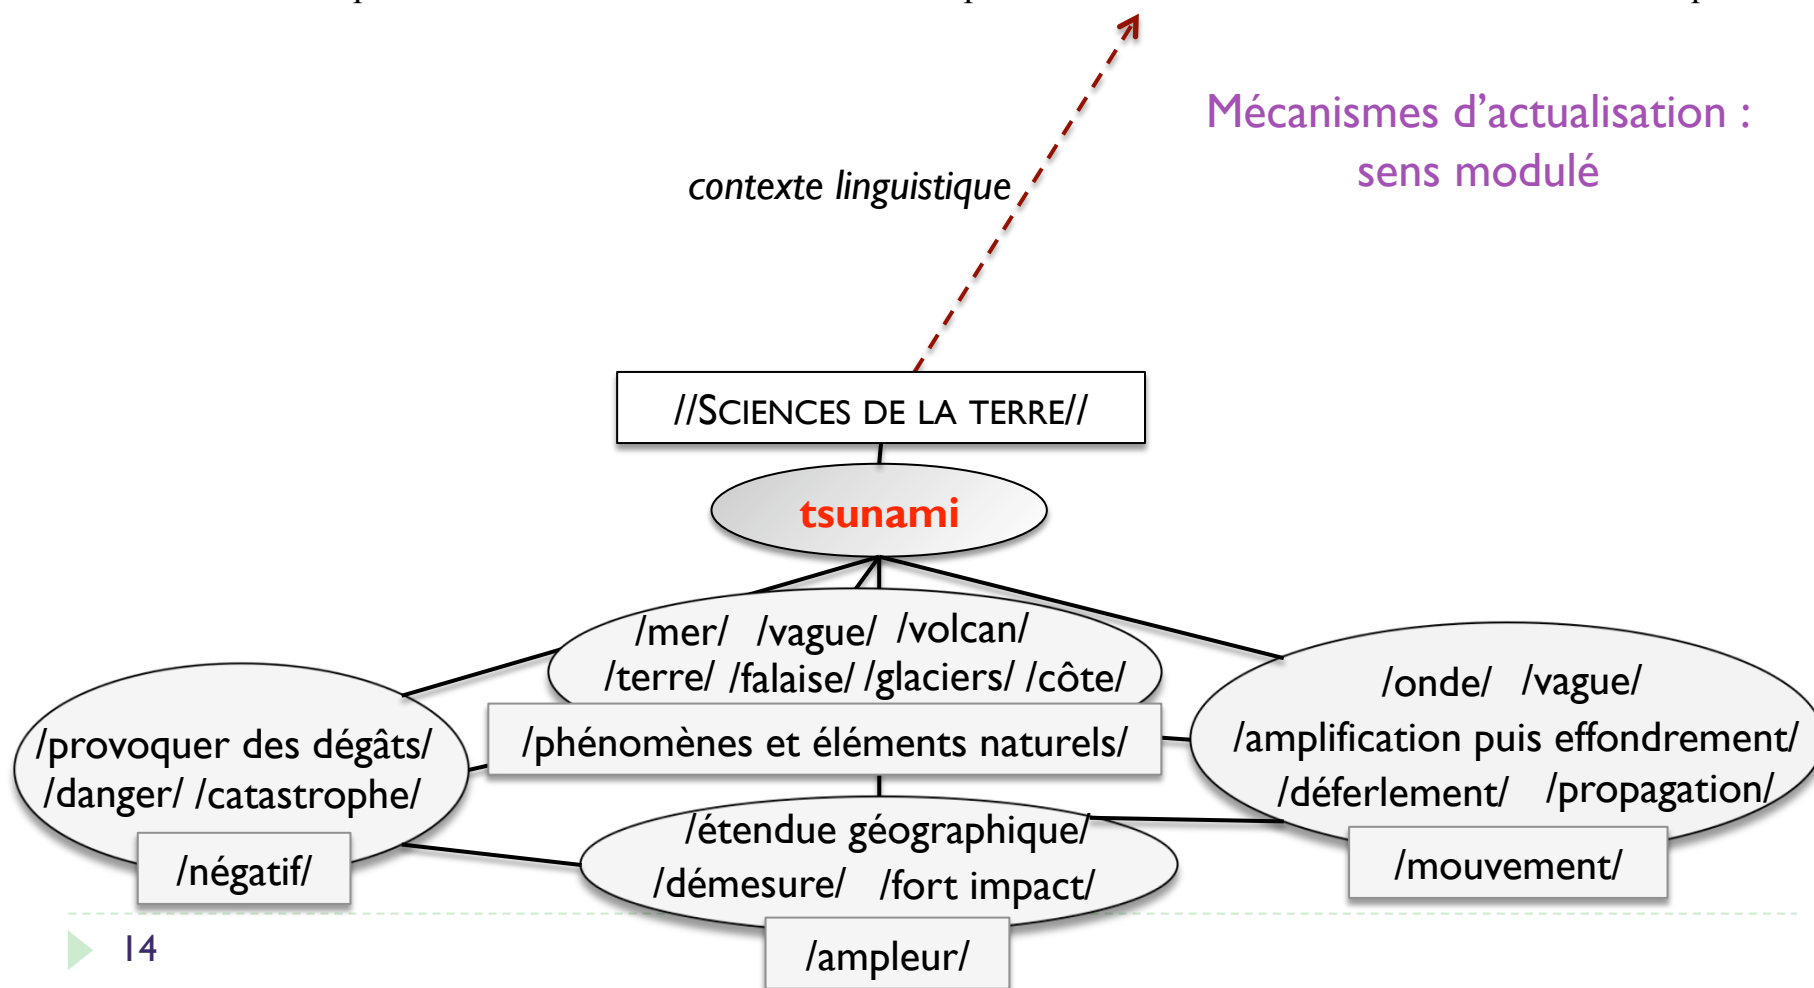 Mécanismes d'actualisation :
sens modulé
contexte linguistique
//SCIENCES DE LA TERRE//
tsunami
/mer/ /vague/ /volcan/
/terre/ /falaise/ /glaciers/ /côte/
/phénomènes et éléments naturels/
/provoquer des dégâts/
/danger/ /catastrophe/
/négatif/
/onde/ /vague/
/amplification puis effondrement/
/déferlement/ /propagation/
/mouvement/
/étendue géographique/
/démesure/ /fort impact/
/ampleur/
14